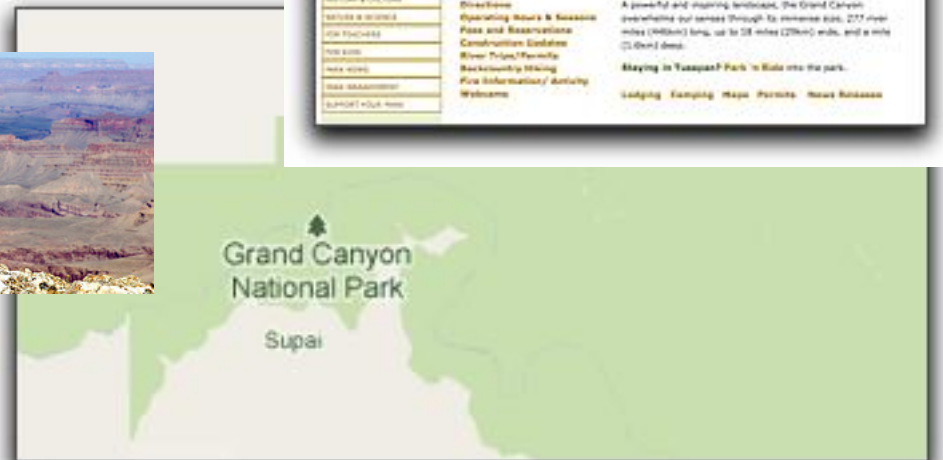 NATURE & SCIENCE
FOR TEACHERS
FOR KIDS
PARK NEWS
PARK MANAGEMENT
SUPPORT YOUR PARK
Directions
Operating Hours & Seasons
Fees and Reservations
Construction Updates
River Trips/Permits
Backcountry Hiking
Fire Information/ Activity
Webcams
A powerful and inspiring landscape, the Grand Canyon
overwhelms our senses through its immense size; 277 river
miles (446km) long, up to 18 miles (29km) wide, and a mile
(1.6km) deep.
Staying in Tusayan? Park 'n Ride into the park.
Lodging Camping Maps Permits News Releases
Grand Canyon
National Park
Supai